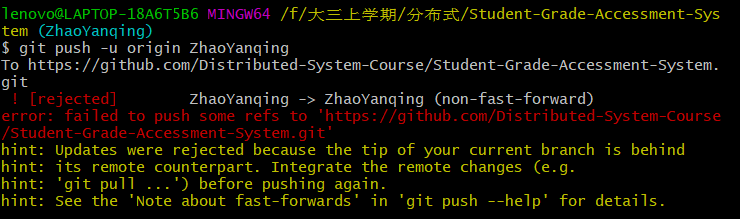 lenovo@LAPTOP-18A6T5B6 MINGW64 /f/大三上学期/分布式/Student-Grade-Accessment-Sys
tem (ZhaoYanqing)
$ git push -u origin ZhaoYanqing
To https://github.com/Distributed-System-Course/Student-Grade-Accessment-System.
git
 ! [rejected]        ZhaoYanqing -> ZhaoYanqing (non-fast-forward)
error: failed to push some refs to 'https://github.com/Distributed-System-Course
/Student-Grade-Accessment-System.git'
hint: Updates were rejected because the tip of your current branch is behind
hint: its remote counterpart. Integrate the remote changes (e.g.
hint: 'git pull ...') before pushing again.
hint: See the 'Note about fast-forwards' in 'git push --help' for details.